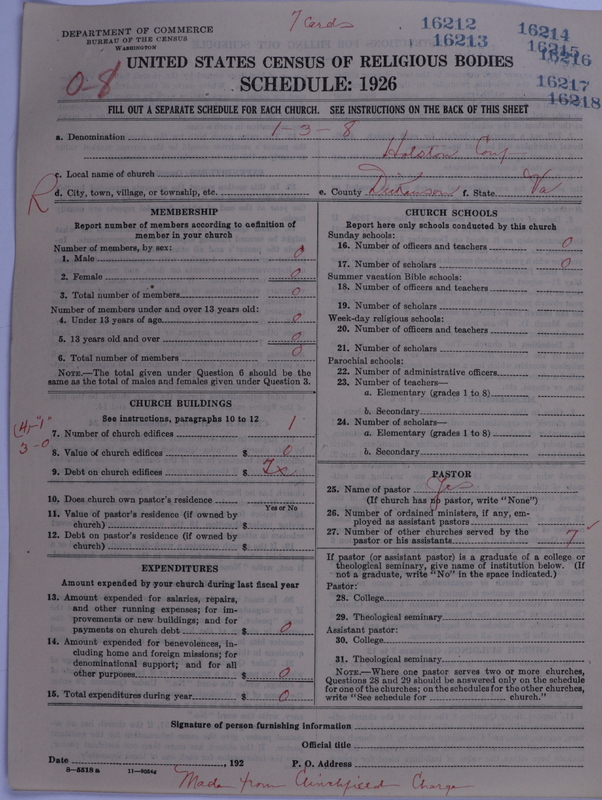 7 Cards
16212
16213
16214
16215
16216
16217
16218
DEPARTMENT OF COMMERCE
BUREAU OF THE CENSUS
WASHINGTON
0-8
UNITED STATES CENSUS OF RELIGIOUS BODIES
SCHEDULE: 1926
FILL OUT A SEPARATE SCHEDULE FOR EACH CHURCH. SEE INSTRUCTIONS ON THE BACK OF THIS SHEET
a. Denomination 1-3-8
Holston Conf
c. Local name of church
R
d. City, town, village, or township, etc. e. County Dickenson f. State Va
MEMBERSHIP
Report number of members according to definition of
member in your church
Number of members, by sex:
1. Male 0
2. Female 0
3. Total number of members 0
Number of members under and over 13 years old:
4. Under 13 years of age 0
5. 13 years old and over 0
6. Total number of members 0
NOTE.—The total given under Question 6 should be
same as the total of males and females given under Question 3.
CHURCH BUILDINGS
See instructions, paragraphs 10 to 12
(4)-"1"
3-0
7. Number of church edifices 1
8. Value of church edifices $ 0
9. Debt on church edifices $ Fx
10. Does church own pastor's residence
Yes or No
11. Value of pastor's residence (if owned by
church) $
12. Debt on pastor's residence (if owned by
church) $
EXPENDITURES
Amount expended by your church during last fiscal year
13. Amount expended for salaries, repairs,
and other running expenses; for im-
provements or new buildings; and for
payments on church debt $ 0
14. Amount expended for benevolences, in-
cluding home and foreign missions; for
denominational support; and for all
other purposes $ 0
15. Total expenditures during year $ 0
CHURCH SCHOOLS
Report here only schools conducted by this church
Sunday schools:
16. Number of officers and teachers 0
17. Number of scholars 0
Summer vacation Bible schools:
18. Number of officers and teachers
19. Number of scholars
Week-day religious schools:
20. Number of officers and teachers
21. Number of scholars
Parochial schools:
22. Number of administrative officers
23. Number of teachers—
a. Elementary (grades 1 to 8)
b. Secondary
24. Number of scholars—
a. Elementary (grades 1 to 8)
b. Secondary
PASTOR
25. Name of pastor Yes
(If church has no pastor, write "None")
26. Number of ordained ministers, if any, em-
ployed as assistant pastors
27. Number of other churches served by the
pastor or his assistants 7 ✓
If pastor (or assistant pastor) is a graduate of a college or
theological seminary, give name of institution below. (If
not a graduate, write "No" in the space indicated.)
Pastor:
28. College
29. Theological seminary
Assistant pastor:
30. College
31. Theological seminary
NOTE.—Where one pastor serves two or more churches,
Questions 28 and 29 should be answered only on the schedule
for one of the churches; on the schedules for the other churches,
write "See schedule for church."
Signature of person furnishing information
Official title
Date , 192 P. O. Address
8-5518 a 11-9054g
Made from Clinchfield Charge